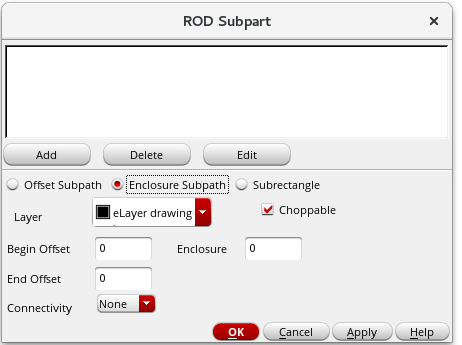 ROD Subpart
Add Delete Edit
Offset Subpath Enclosure Subpath Subrectangle
Layer eLayer drawing Choppable
Begin Offset 0 Enclosure 0
End Offset 0
Connectivity None
OK Cancel Apply Help